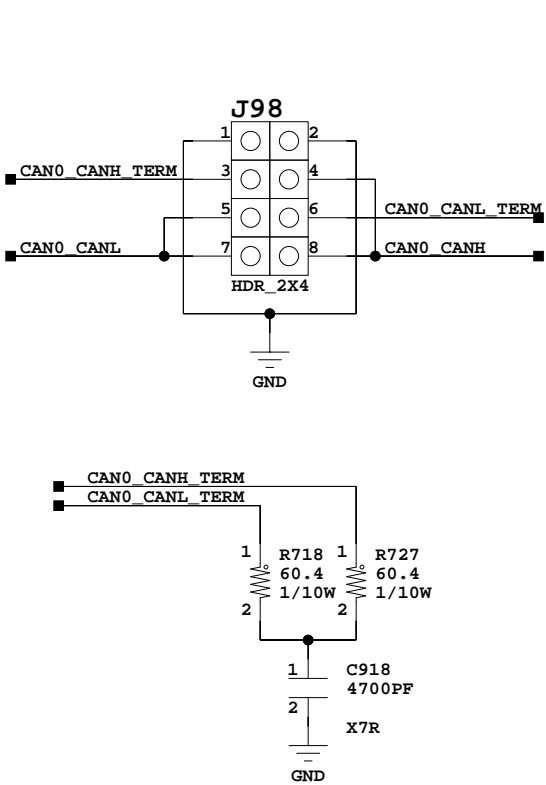 J98
1 2
CAN0_CANH_TERM 3 4
5 6 CAN0_CANL_TERM
CAN0_CANL 7 8 CAN0_CANH
HDR_2X4
GND
CAN0_CANH_TERM
CAN0_CANL_TERM
1 R718 1 R727
60.4 60.4
1/10W 1/10W
2 2
1 C918
4700PF
2
X7R
GND